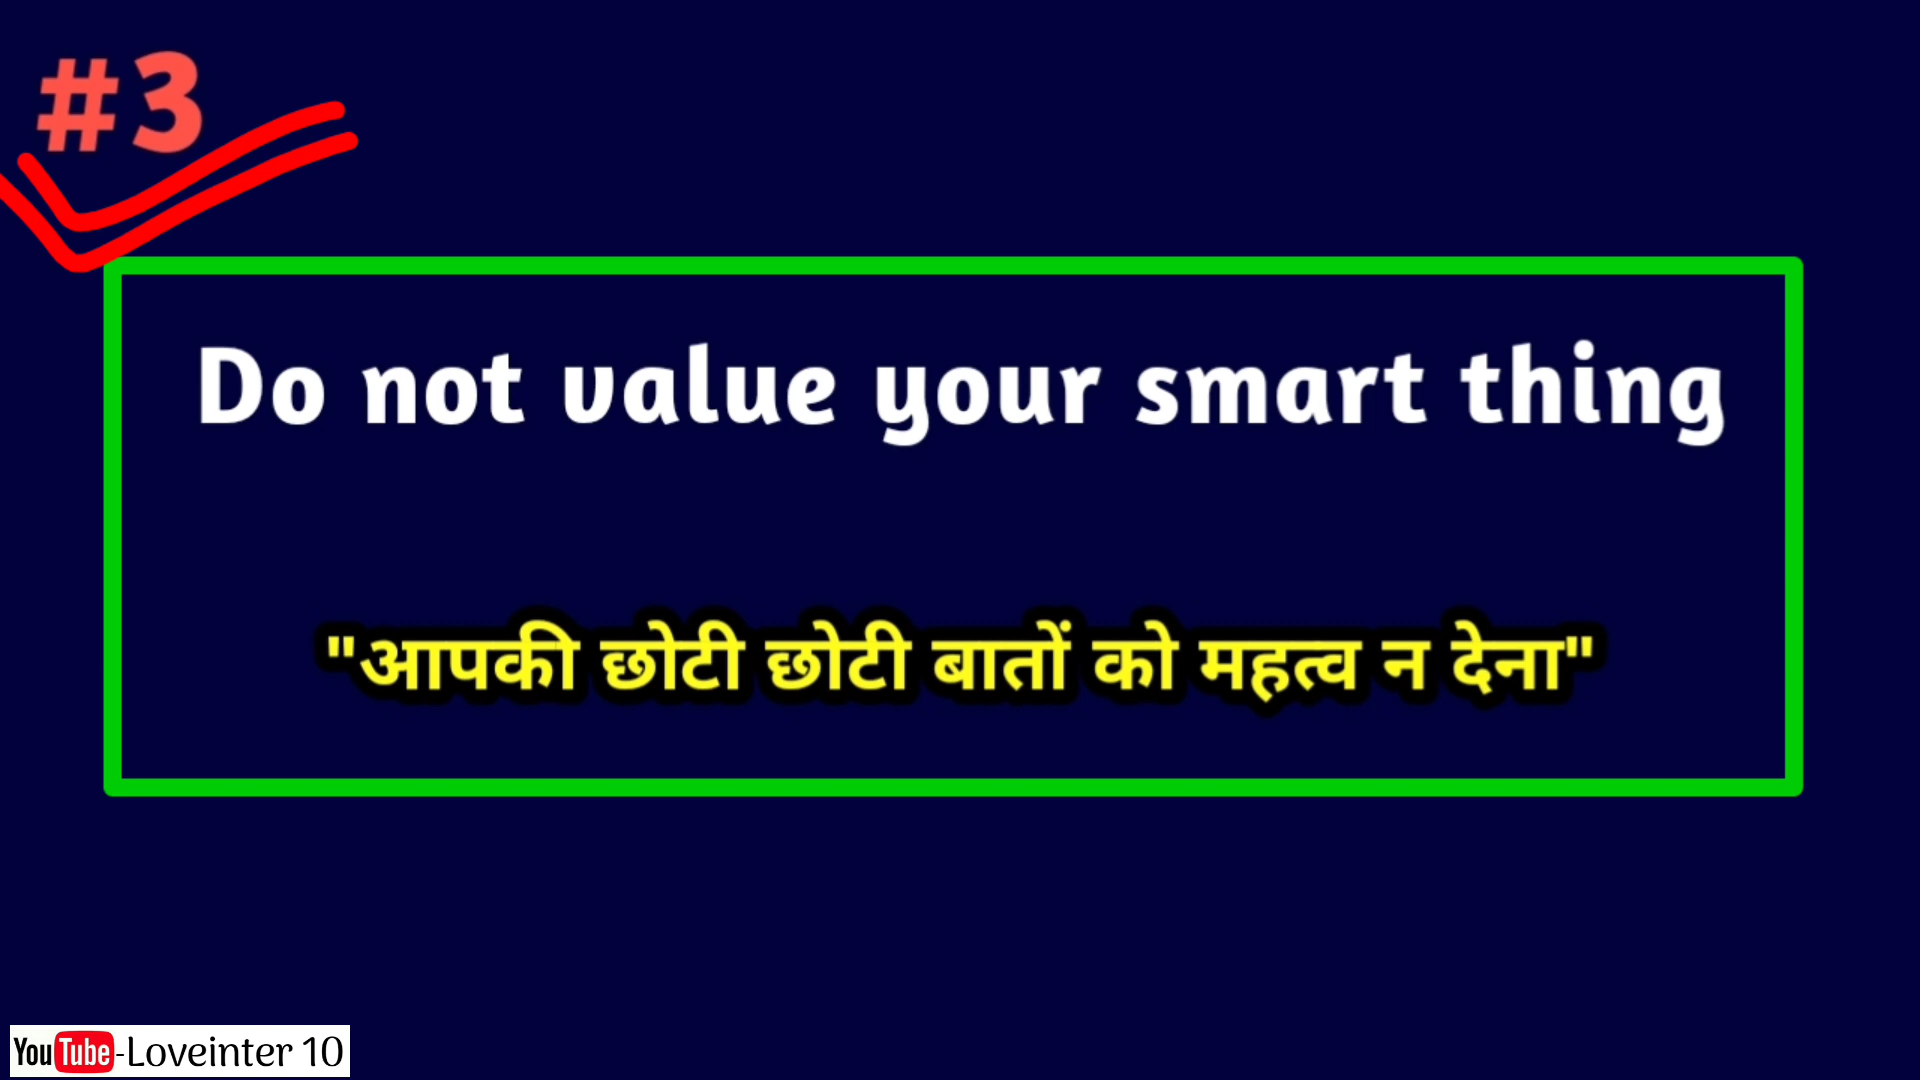 #3
Do not value your smart thing
"आपकी छोटी छोटी बातों को महत्व न देना"
YouTube-Loveinter 10